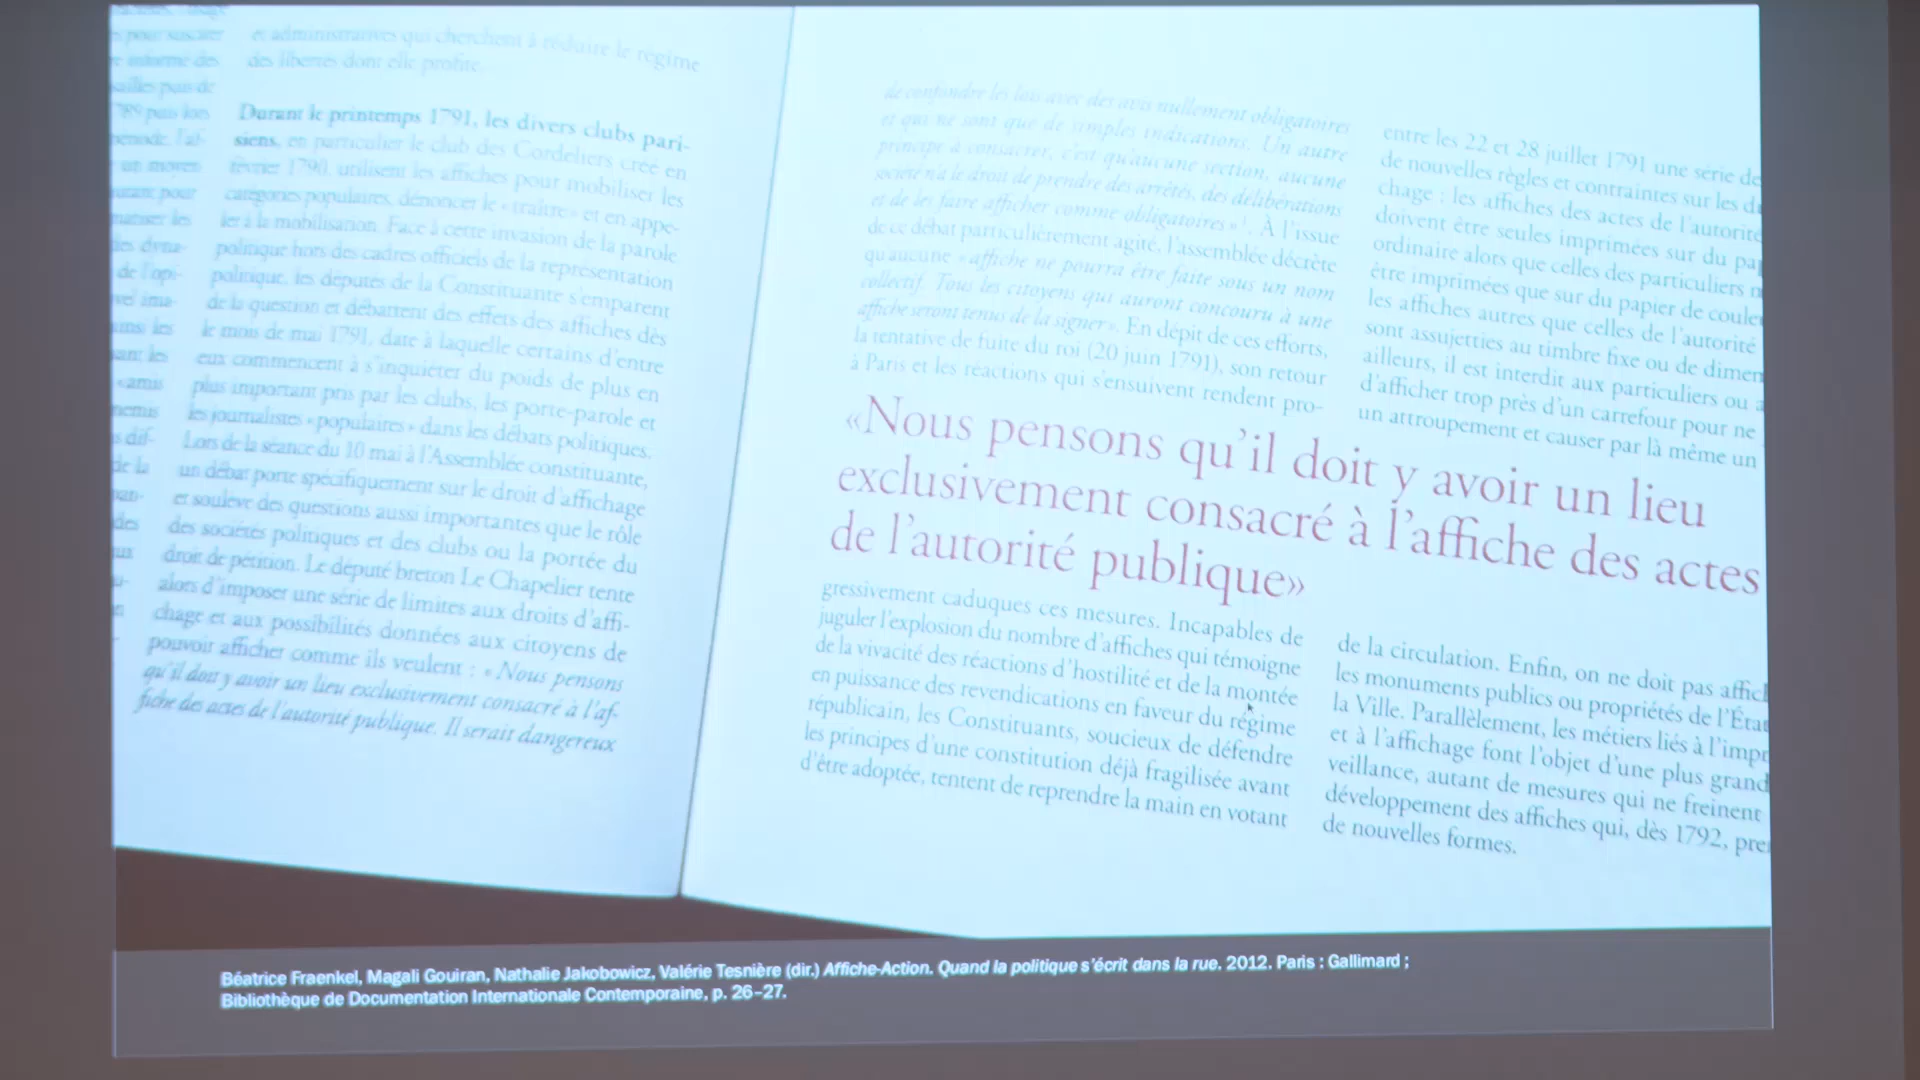 et administratives qui cherchent à réduire le régime
des libertés dont elle profite.
Durant le printemps 1791, les divers clubs pari-
siens, en particulier le club des Cordeliers créé en
février 1790, utilisent les affiches pour mobiliser les
catégories populaires, dénoncer le « traître » et en appe-
ler à la mobilisation. Face à cette invasion de la parole
politique hors des cadres officiels de la représentation
politique, les députés de la Constituante s'emparent
de la question et débattent des effets des affiches dès
le mois de mai 1791, date à laquelle certains d'entre
eux commencent à s'inquiéter du poids de plus en
plus important pris par les clubs, les porte-parole et
les journalistes « populaires » dans les débats politiques.
Lors de la séance du 10 mai à l'Assemblée constituante,
un débat porte spécifiquement sur le droit d'affichage
et soulève des questions aussi importantes que le rôle
des sociétés politiques et des clubs ou la portée du
droit de pétition. Le député breton Le Chapelier tente
alors d'imposer une série de limites aux droits d'affi-
chage et aux possibilités données aux citoyens de
pouvoir afficher comme ils veulent : « Nous pensons
qu'il doit y avoir un lieu exclusivement consacré à l'af-
fiche des actes de l'autorité publique. Il serait dangereux
de confondre les lois avec des avis nullement obligatoires
et qui ne sont que de simples indications. Un autre
principe à consacrer, c'est qu'aucune section, aucune
société n'a le droit de prendre des arrêtés, des délibérations
et de les faire afficher comme obligatoires » 1. À l'issue
de ce débat particulièrement agité, l'assemblée décrète
qu'aucune « affiche ne pourra être faite sous un nom
collectif. Tous les citoyens qui auront concouru à une
affiche seront tenus de la signer ». En dépit de ces efforts,
la tentative de fuite du roi (20 juin 1791), son retour
à Paris et les réactions qui s'ensuivent rendent pro-
«Nous pensons qu'il doit y avoir un lieu
exclusivement consacré à l'affiche des actes
de l'autorité publique»
gressivement caduques ces mesures. Incapables de
juguler l'explosion du nombre d'affiches qui témoigne
de la vivacité des réactions d'hostilité et de la montée
en puissance des revendications en faveur du régime
républicain, les Constituants, soucieux de défendre
les principes d'une constitution déjà fragilisée avant
d'être adoptée, tentent de reprendre la main en votant
entre les 22 et 28 juillet 1791 une série de
de nouvelles règles et contraintes sur les
chage : les affiches des actes de l'autorité
doivent être seules imprimées sur du
ordinaire alors que celles des particuliers
être imprimées que sur du papier de
les affiches autres que celles de l'autorité
sont assujetties au timbre fixe ou de
ailleurs, il est interdit aux particuliers ou
d'afficher trop près d'un carrefour pour ne
un attroupement et causer par là même un
de la circulation. Enfin, on ne doit pas
les monuments publics ou propriétés de
la Ville. Parallèlement, les métiers liés à
et à l'affichage font l'objet d'une plus
veillance, autant de mesures qui ne freinent
développement des affiches qui, dès 1792,
de nouvelles formes.
Béatrice Fraenkel, Magali Gouiran, Nathalie Jakobowicz, Valérie Tesnière (dir.) Affiche-Action. Quand la politique s'écrit dans la rue. 2012. Paris : Gallimard ;
Bibliothèque de Documentation Internationale Contemporaine, p. 26–27.